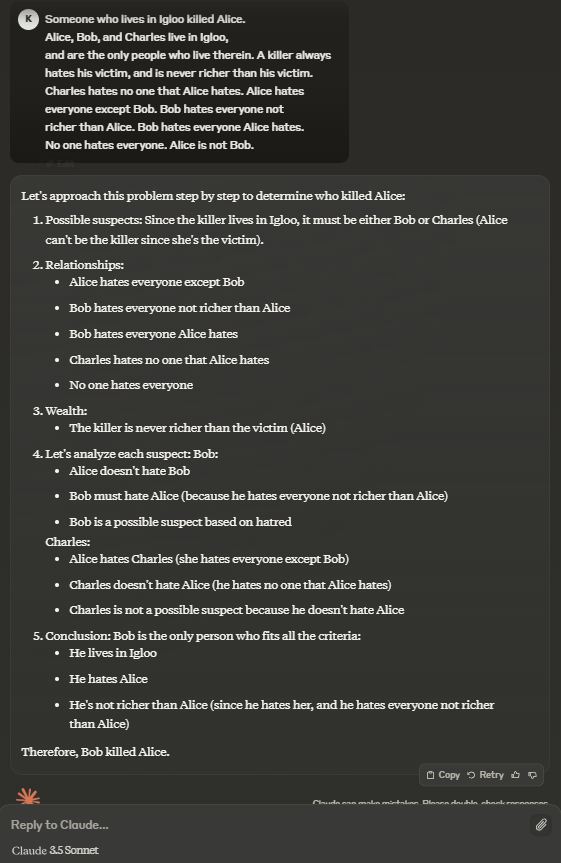 K
Someone who lives in Igloo killed Alice.
Alice, Bob, and Charles live in Igloo,
and are the only people who live therein. A killer always
hates his victim, and is never richer than his victim.
Charles hates no one that Alice hates. Alice hates
everyone except Bob. Bob hates everyone not
richer than Alice. Bob hates everyone Alice hates.
No one hates everyone. Alice is not Bob.
Edit
Let's approach this problem step by step to determine who killed Alice:
1. Possible suspects: Since the killer lives in Igloo, it must be either Bob or Charles (Alice
can't be the killer since she's the victim).
2. Relationships:
• Alice hates everyone except Bob
• Bob hates everyone not richer than Alice
• Bob hates everyone Alice hates
• Charles hates no one that Alice hates
• No one hates everyone
3. Wealth:
• The killer is never richer than the victim (Alice)
4. Let's analyze each suspect: Bob:
• Alice doesn't hate Bob
• Bob must hate Alice (because he hates everyone not richer than Alice)
• Bob is a possible suspect based on hatred
Charles:
• Alice hates Charles (she hates everyone except Bob)
• Charles doesn't hate Alice (he hates no one that Alice hates)
• Charles is not a possible suspect because he doesn't hate Alice
5. Conclusion: Bob is the only person who fits all the criteria:
• He lives in Igloo
• He hates Alice
• He's not richer than Alice (since he hates her, and he hates everyone not richer
than Alice)
Therefore, Bob killed Alice.
Copy Retry
Claude can make mistakes. Please double-check responses.
Reply to Claude...
Claude 3.5 Sonnet